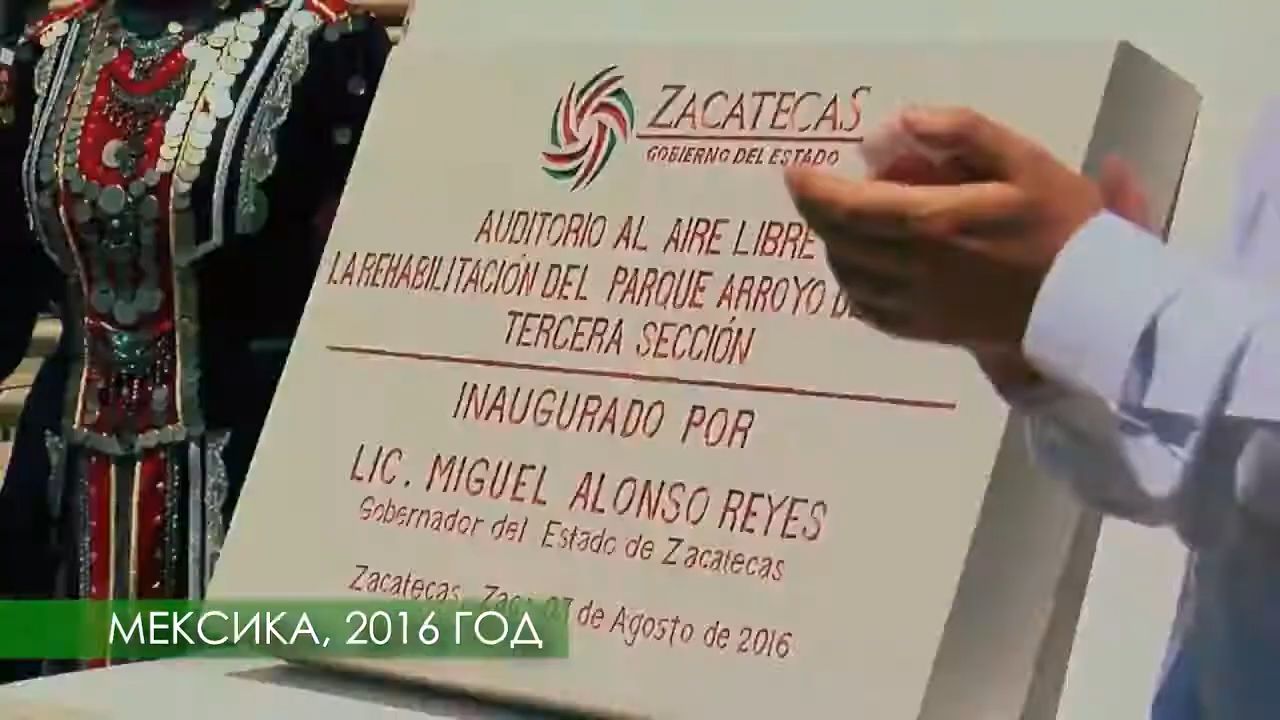 ZACATECAS
GOBIERNO DEL ESTADO
AUDITORIO AL AIRE LIBRE
LA REHABILITACIÓN DEL PARQUE ARROYO
TERCERA SECCIÓN
INAUGURADO POR
LIC. MIGUEL ALONSO REYES
Gobernador del Estado de Zacatecas
Zacatecas, de Agosto de 2016
МЕКСИКА, 2016 ГОД